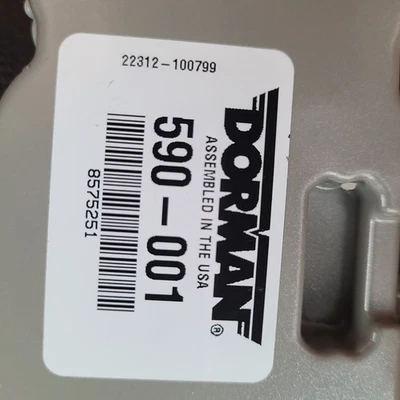 22312-100799
DORMAN®
ASSEMBLED IN THE USA
590-001
8575251